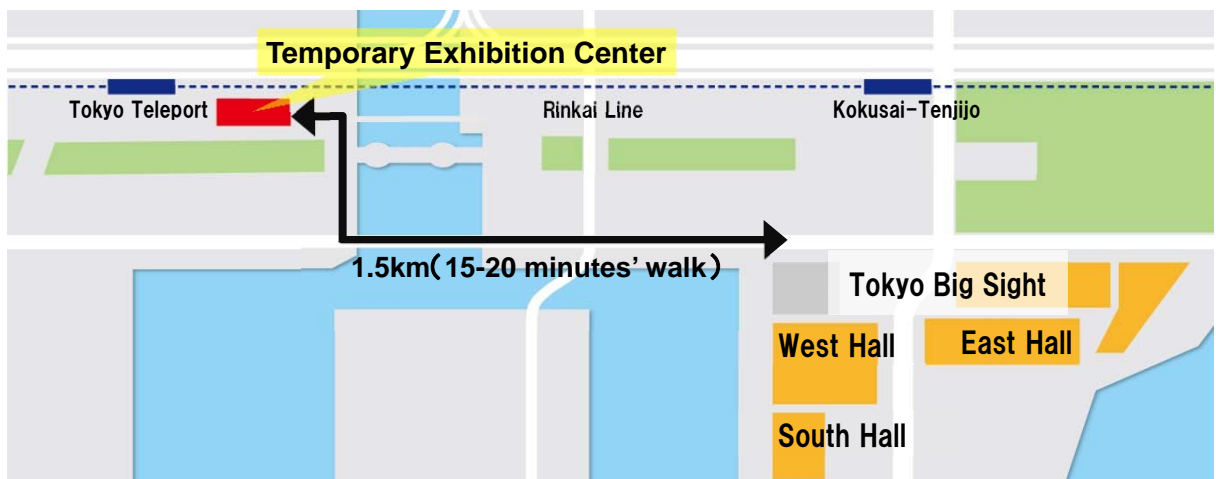 Temporary Exhibition Center
Tokyo Teleport
Rinkai Line
Kokusai-Tenjijo
1.5km(15-20 minutes’ walk)
Tokyo Big Sight
West Hall
East Hall
South Hall